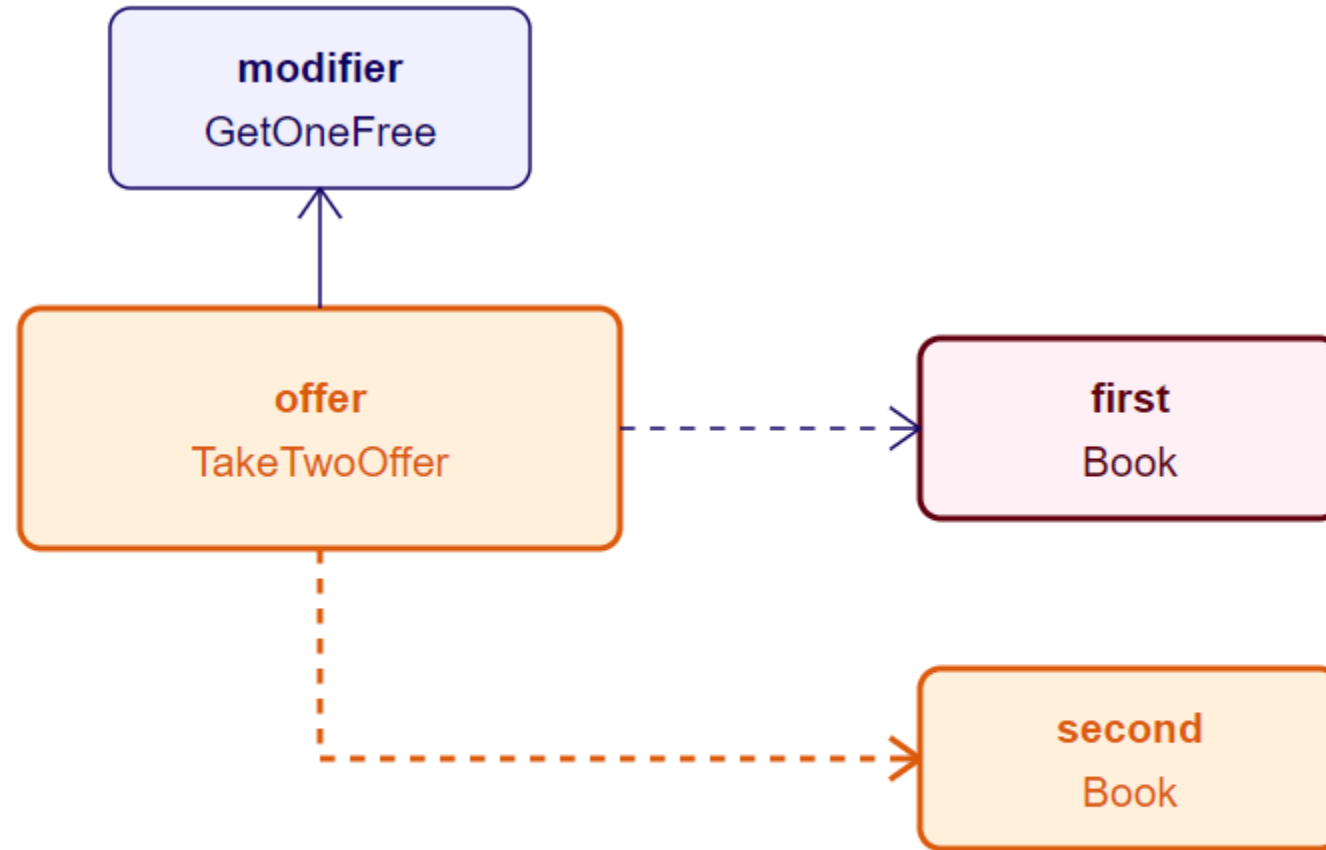 modifier
GetOneFree
offer
TakeTwoOffer
first
Book
second
Book